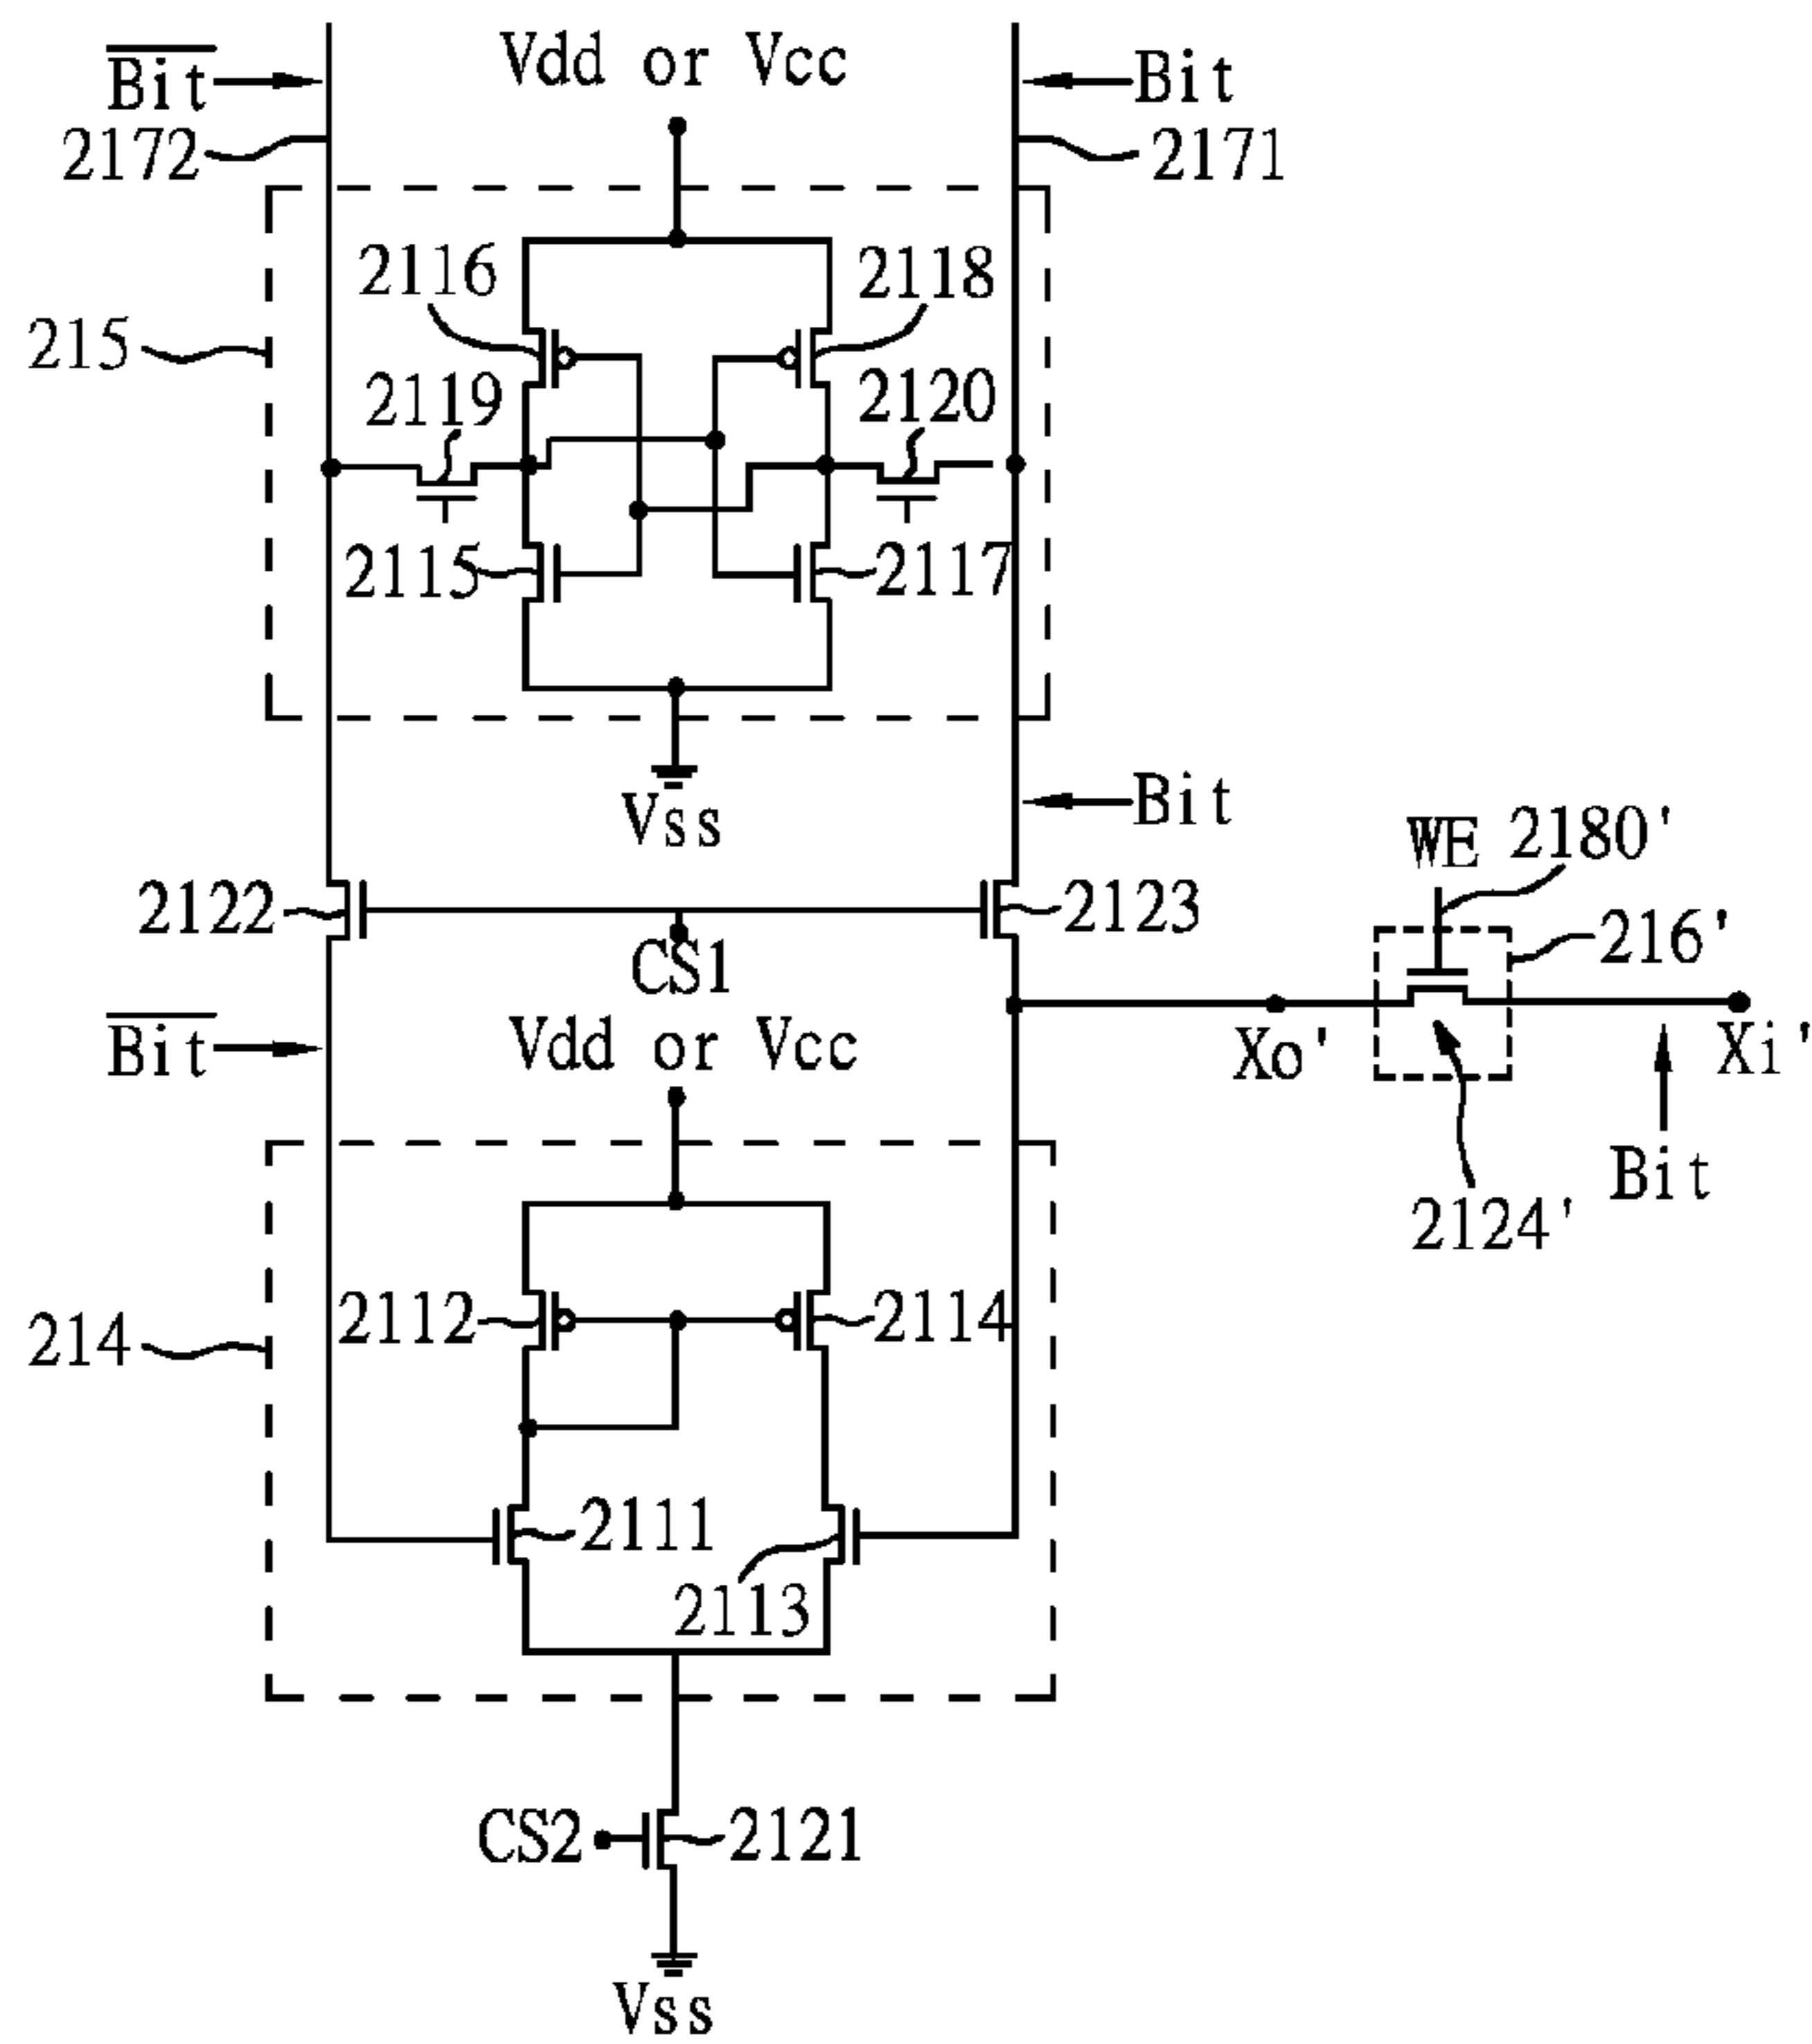 Bit
Vdd or Vcc
Bit
2172
2171
2116
2118
215
2119
2120
2115
2117
Vss
Bit
WE
2180'
2122
2123
216'
CS1
Bit
Vdd or Vcc
Xo'
Xi'
Bit
2124'
2112
2114
214
2111
2113
CS2
2121
Vss